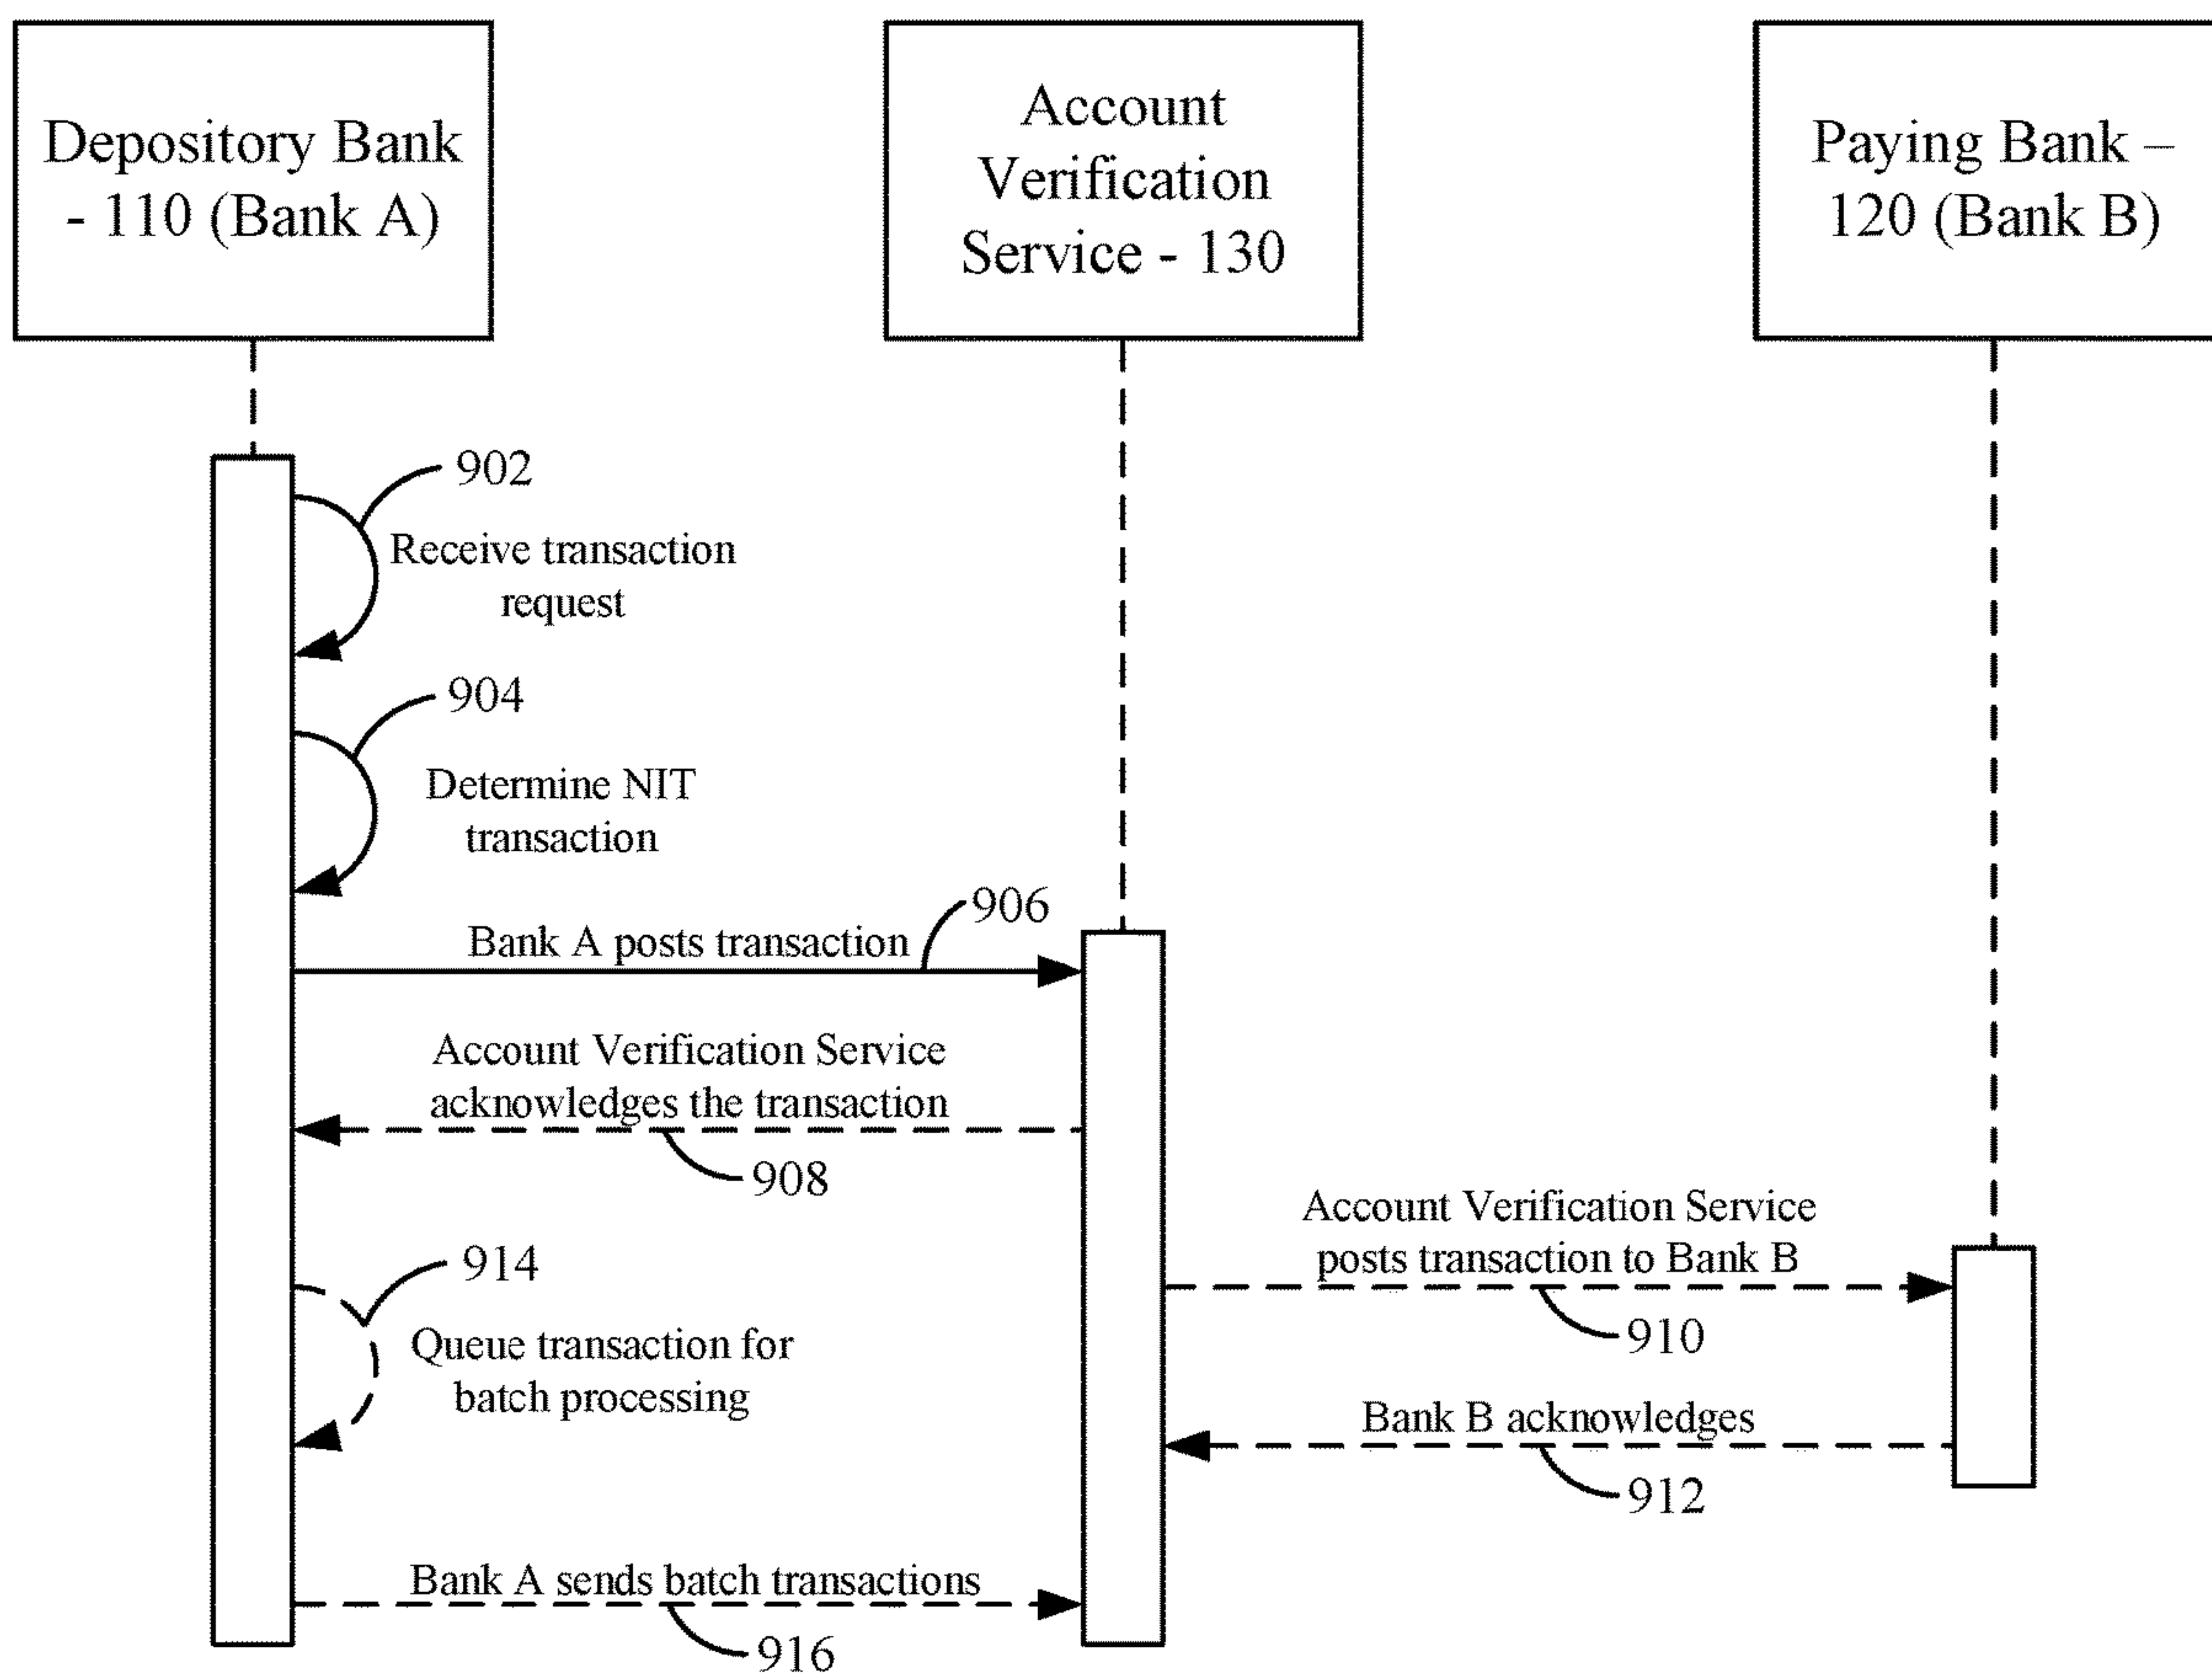 Depository Bank
- 110 (Bank A)
Account
Verification
Service - 130
Paying Bank –
120 (Bank B)
902
Receive transaction
request
904
Determine NIT
transaction
906
Bank A posts transaction
Account Verification Service
acknowledges the transaction
908
Account Verification Service
posts transaction to Bank B
910
914
Queue transaction for
batch processing
Bank B acknowledges
912
Bank A sends batch transactions
916